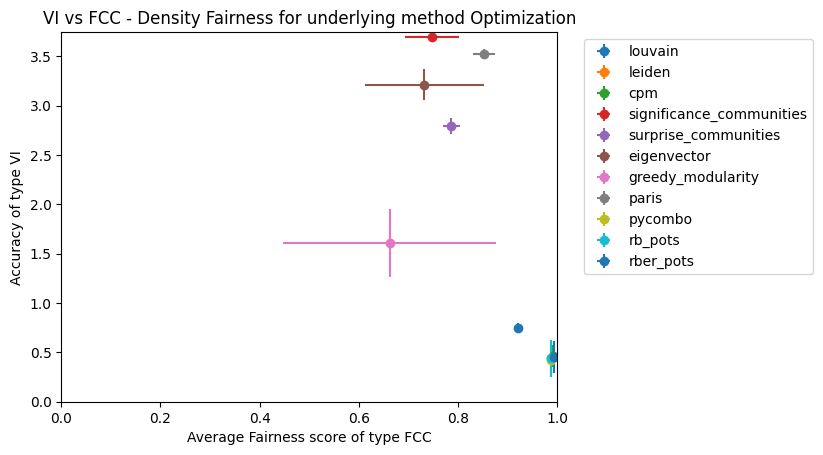 VI vs FCC - Density Fairness for underlying method Optimization
Accuracy of type VI
3.5
3.0
2.5
2.0
1.5
1.0
0.5
0.0
0.0
0.2
0.4
0.6
0.8
1.0
Average Fairness score of type FCC
louvain
leiden
cpm
significance_communities
surprise_communities
eigenvector
greedy_modularity
paris
pycombo
rb_pots
rber_pots